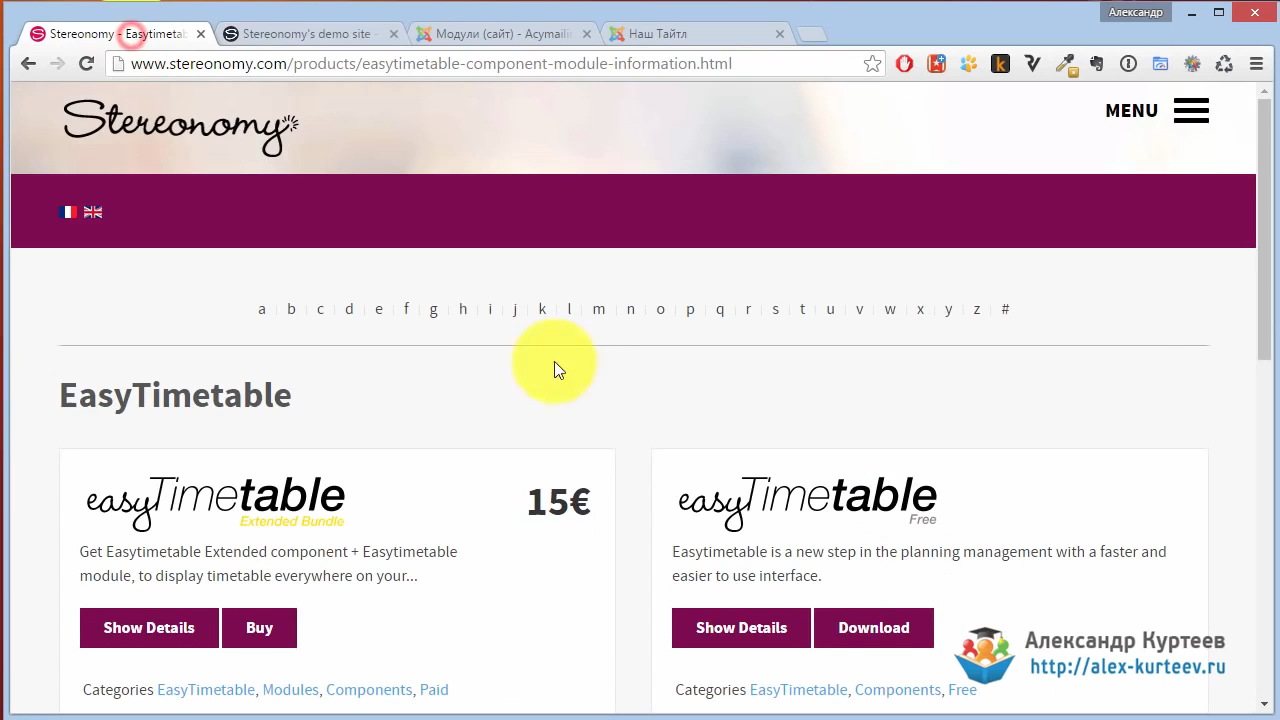 Александр
Stereonomy - Easytimetab
Stereonomy's demo site -
Модули (сайт) - Acymailin
Наш Тайтл
www.stereonomy.com/products/easytimetable-component-module-information.html
Stereonomy
MENU
a b c d e f g h i j k l m n o p q r s t u v w x y z #
EasyTimetable
easyTimetable
Extended Bundle
15€
Get Easytimetable Extended component + Easytimetable
module, to display timetable everywhere on your...
Show Details Buy
Categories EasyTimetable, Modules, Components, Paid
easyTimetable
Free
Easytimetable is a new step in the planning management with a faster and
easier to use interface.
Show Details Download
Categories EasyTimetable, Components, Free
Александр Куртеев
http://alex-kurteev.ru